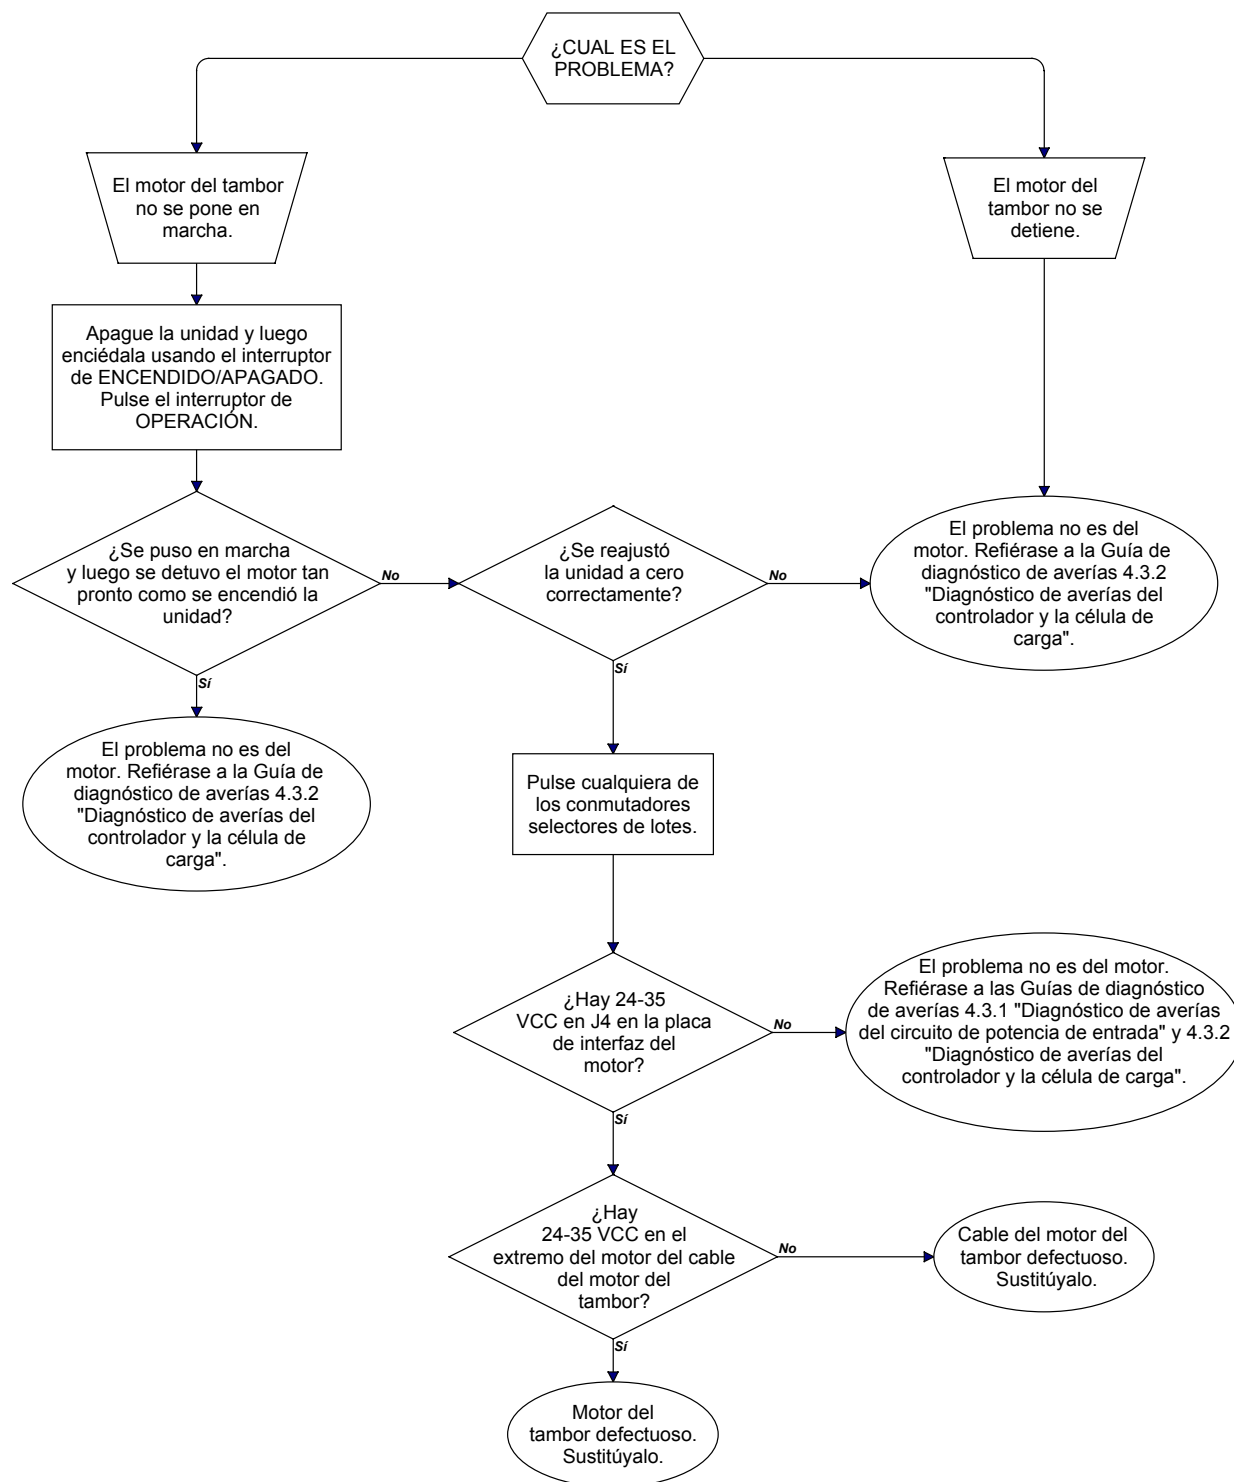 ¿CUAL ES EL
PROBLEMA?
El motor del tambor
no se pone en
marcha.
El motor del
tambor no se
detiene.
Apague la unidad y luego
enciédala usando el interruptor
de ENCENDIDO/APAGADO.
Pulse el interruptor de
OPERACIÓN.
¿Se puso en marcha
y luego se detuvo el motor tan
pronto como se encendió la
unidad?
No
¿Se reajustó
la unidad a cero
correctamente?
No
El problema no es del
motor. Refiérase a la Guía de
diagnóstico de averías 4.3.2
"Diagnóstico de averías del
controlador y la célula de
carga".
Sí
Sí
El problema no es del
motor. Refiérase a la Guía de
diagnóstico de averías 4.3.2
"Diagnóstico de averías del
controlador y la célula de
carga".
Pulse cualquiera de
los conmutadores
selectores de lotes.
¿Hay 24-35
VCC en J4 en la placa
de interfaz del
motor?
No
El problema no es del motor.
Refiérase a las Guías de diagnóstico
de averías 4.3.1 "Diagnóstico de averías
del circuito de potencia de entrada" y 4.3.2
"Diagnóstico de averías del
controlador y la célula de carga".
Sí
¿Hay
24-35 VCC en el
extremo del motor del cable
del motor del
tambor?
No
Cable del motor del
tambor defectuoso.
Sustitúyalo.
Sí
Motor del
tambor defectuoso.
Sustitúyalo.